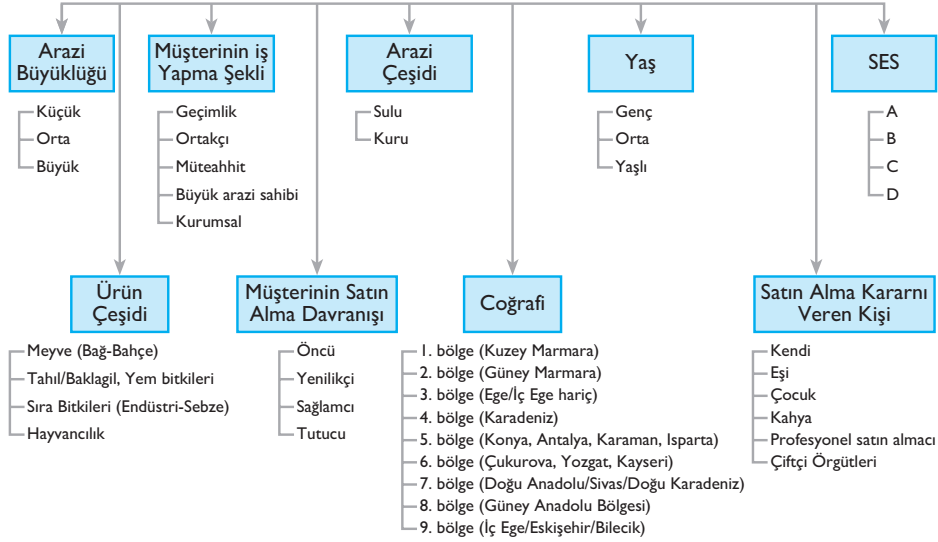 Arazi
Büyüklüğü
Küçük
Orta
Büyük
Müşterinin iş
Yapma Şekli
Geçimlik
Ortakçı
Müteahhit
Büyük arazi sahibi
Kurumsal
Arazi
Çeşidi
Sulu
Kuru
Yaş
Genç
Orta
Yaşlı
SES
A
B
C
D
Ürün
Çeşidi
Meyve (Bağ-Bahçe)
Tahıl/Baklagil, Yem bitkileri
Sıra Bitkileri (Endüstri-Sebze)
Hayvancılık
Müşterinin Satın
Alma Davranışı
Öncü
Yenilikçi
Sağlamcı
Tutucu
Coğrafi
1. bölge (Kuzey Marmara)
2. bölge (Güney Marmara)
3. bölge (Ege/İç Ege hariç)
4. bölge (Karadeniz)
5. bölge (Konya, Antalya, Karaman, Isparta)
6. bölge (Çukurova, Yozgat, Kayseri)
7. bölge (Doğu Anadolu/Sivas/Doğu Karadeniz)
8. bölge (Güney Anadolu Bölgesi)
9. bölge (İç Ege/Eskişehir/Bilecik)
Satın Alma Kararnı
Veren Kişi
Kendi
Eşi
Çocuk
Kahya
Profesyonel satın almacı
Çiftçi Örgütleri